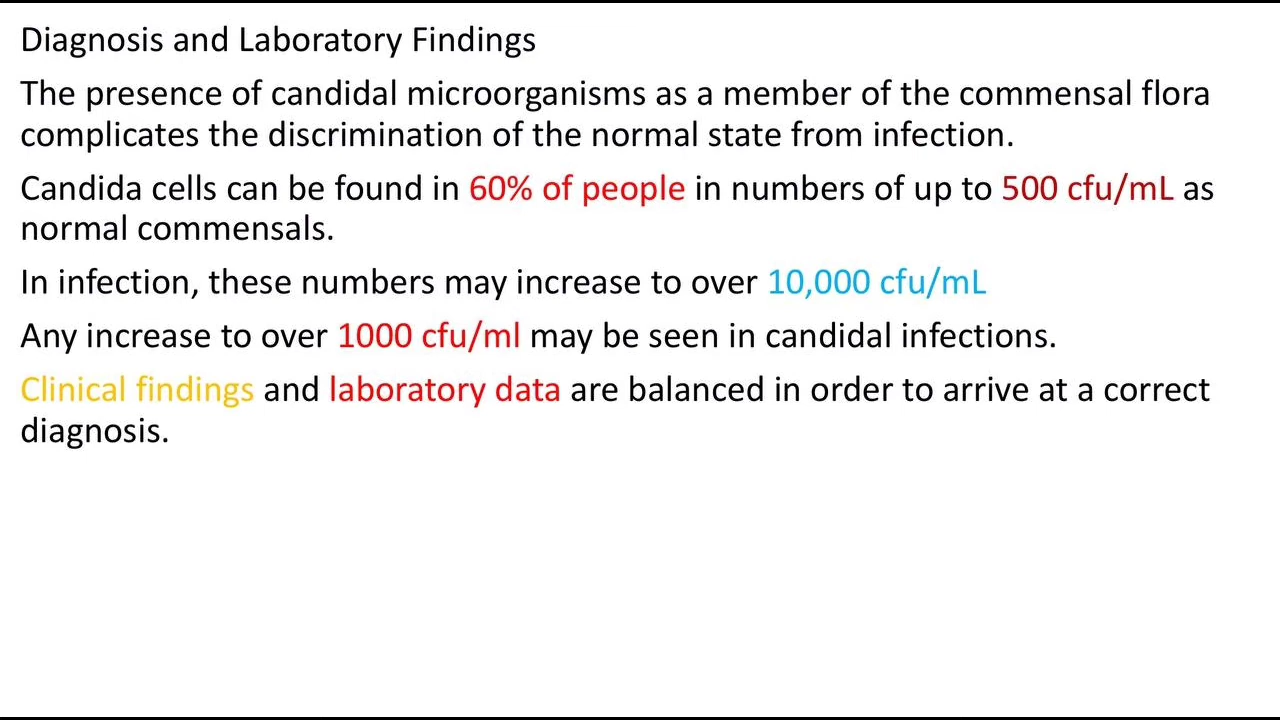 Diagnosis and Laboratory Findings
The presence of candidal microorganisms as a member of the commensal flora
complicates the discrimination of the normal state from infection.
Candida cells can be found in 60% of people in numbers of up to 500 cfu/mL as
normal commensals.
In infection, these numbers may increase to over 10,000 cfu/mL
Any increase to over 1000 cfu/ml may be seen in candidal infections.
Clinical findings and laboratory data are balanced in order to arrive at a correct
diagnosis.